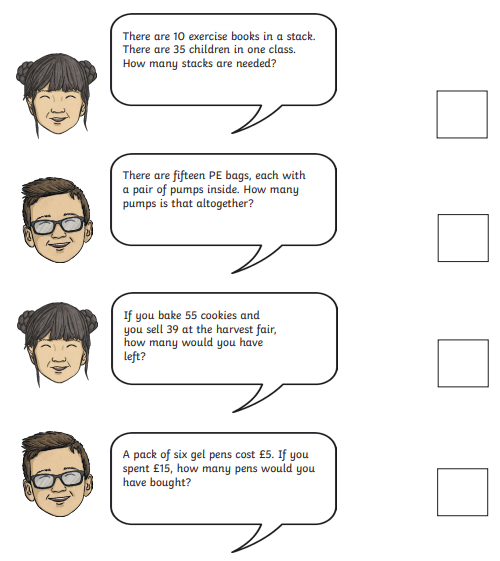 There are 10 exercise books in a stack.
There are 35 children in one class.
How many stacks are needed?
There are fifteen PE bags, each with
a pair of pumps inside. How many
pumps is that altogether?
If you bake 55 cookies and
you sell 39 at the harvest fair,
how many would you have
left?
A pack of six gel pens cost £5. If you
spent £15, how many pens would you
have bought?